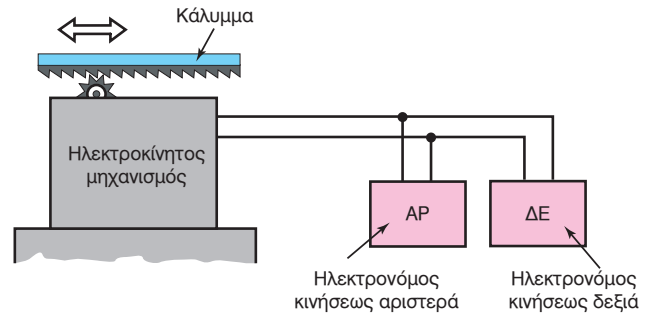 Κάλυμμα
Ηλεκτροκίνητος
μηχανισμός
ΑΡ
ΔΕ
Ηλεκτρονόμος
κινήσεως αριστερά
Ηλεκτρονόμος
κινήσεως δεξιά